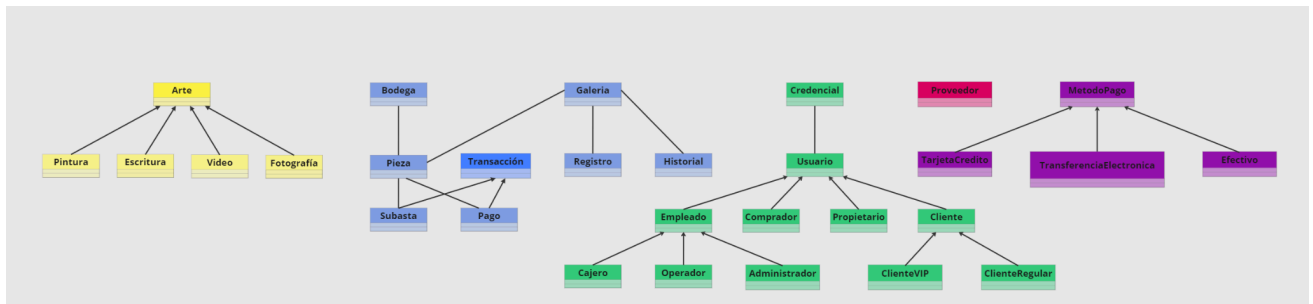 Arte
Bodega
Galeria
Credencial
Proveedor
MetodoPago
Pintura
Escritura
Video
Fotografía
Pieza
Transacción
Registro
Historial
Usuario
TarjetaCredito
TransferenciaElectronica
Efectivo
Subasta
Pago
Empleado
Comprador
Propietario
Cliente
Cajero
Operador
Administrador
ClienteVIP
ClienteRegular